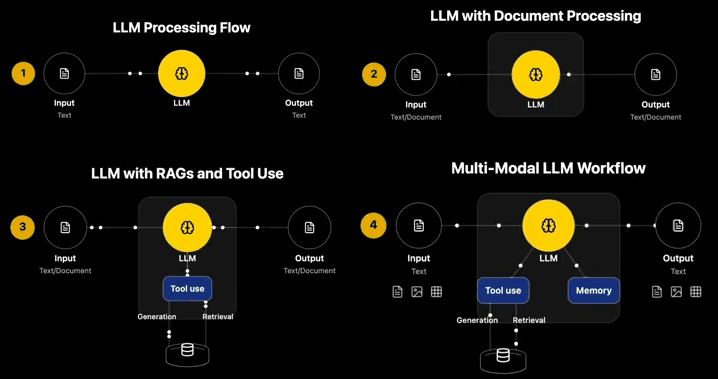 LLM Processing Flow
1
Input
Text
LLM
Output
Text
LLM with Document Processing
2
Input
Text/Document
LLM
Output
Text/Document
LLM with RAGs and Tool Use
3
Input
Text/Document
LLM
Output
Text/Document
Tool use
Generation
Retrieval
Multi-Modal LLM Workflow
4
Input
Text
LLM
Output
Text
Tool use
Memory
Generation
Retrieval